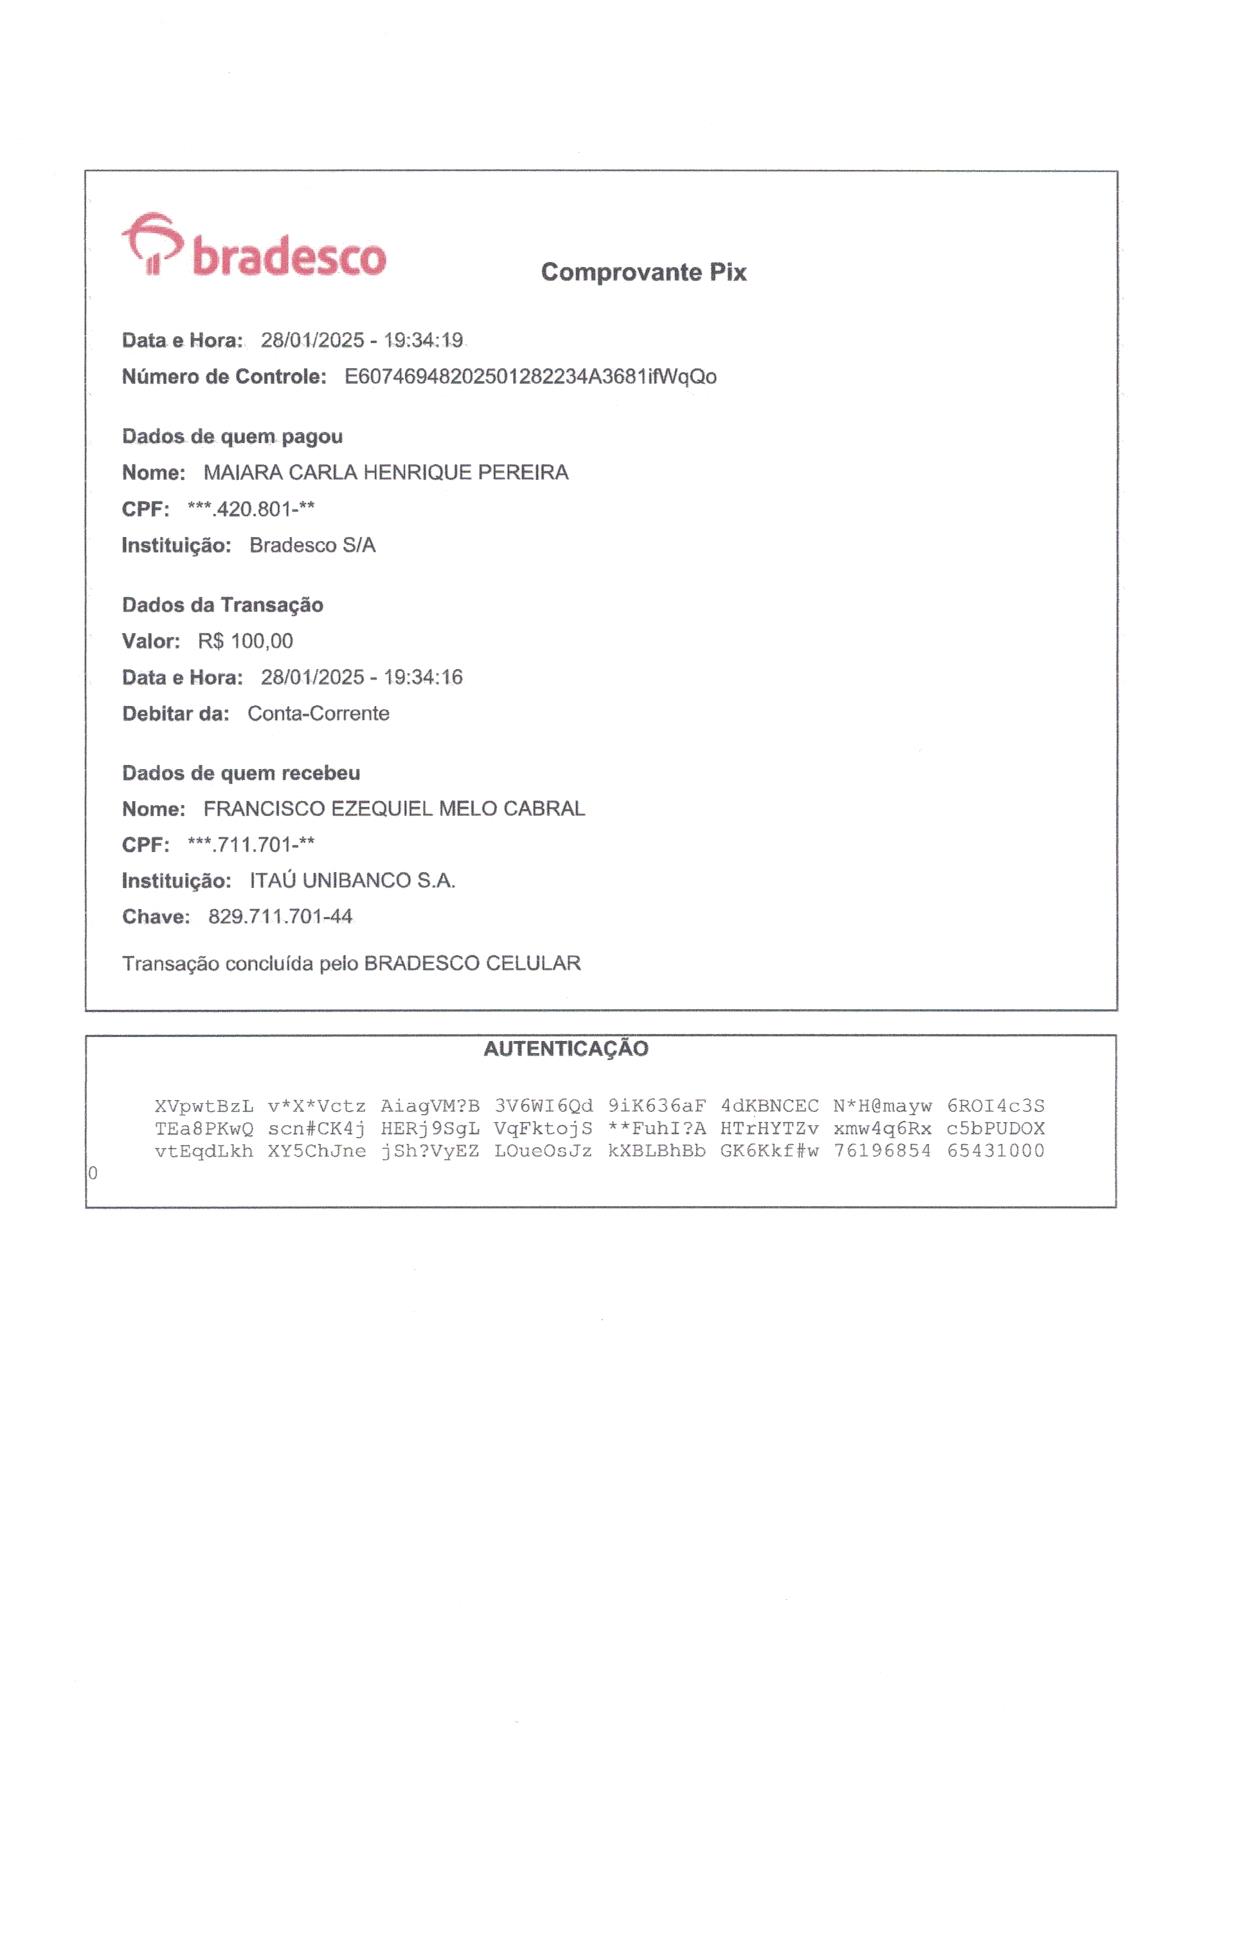 bradesco
Comprovante Pix
Data e Hora: 28/01/2025 - 19:34:19
Número de Controle: E60746948202501282234A3681ifWqQo
Dados de quem pagou
Nome: MAIARA CARLA HENRIQUE PEREIRA
CPF: ***.420.801-**
Instituição: Bradesco S/A
Dados da Transação
Valor: R$ 100,00
Data e Hora: 28/01/2025 - 19:34:16
Debitar da: Conta-Corrente
Dados de quem recebeu
Nome: FRANCISCO EZEQUIEL MELO CABRAL
CPF: ***.711.701-**
Instituição: ITAÚ UNIBANCO S.A.
Chave: 829.711.701-44
Transação concluída pelo BRADESCO CELULAR
AUTENTICAÇÃO
XVpwtBzL v*X*Vctz AiagVM?B 3V6WI6Qd 9iK636aF 4dKBNCEC N*H@mayw 6ROI4c3S
TEa8PKwQ scn#CK4j HERj9SgL VqFktojS **FuhI?A HTrHYTZv xmw4q6Rx c5bPUDOX
vtEqdLkh XY5ChJne jSh?VyEZ LOueOsJz kXBLBhBb GK6Kkf#w 76196854 65431000
0